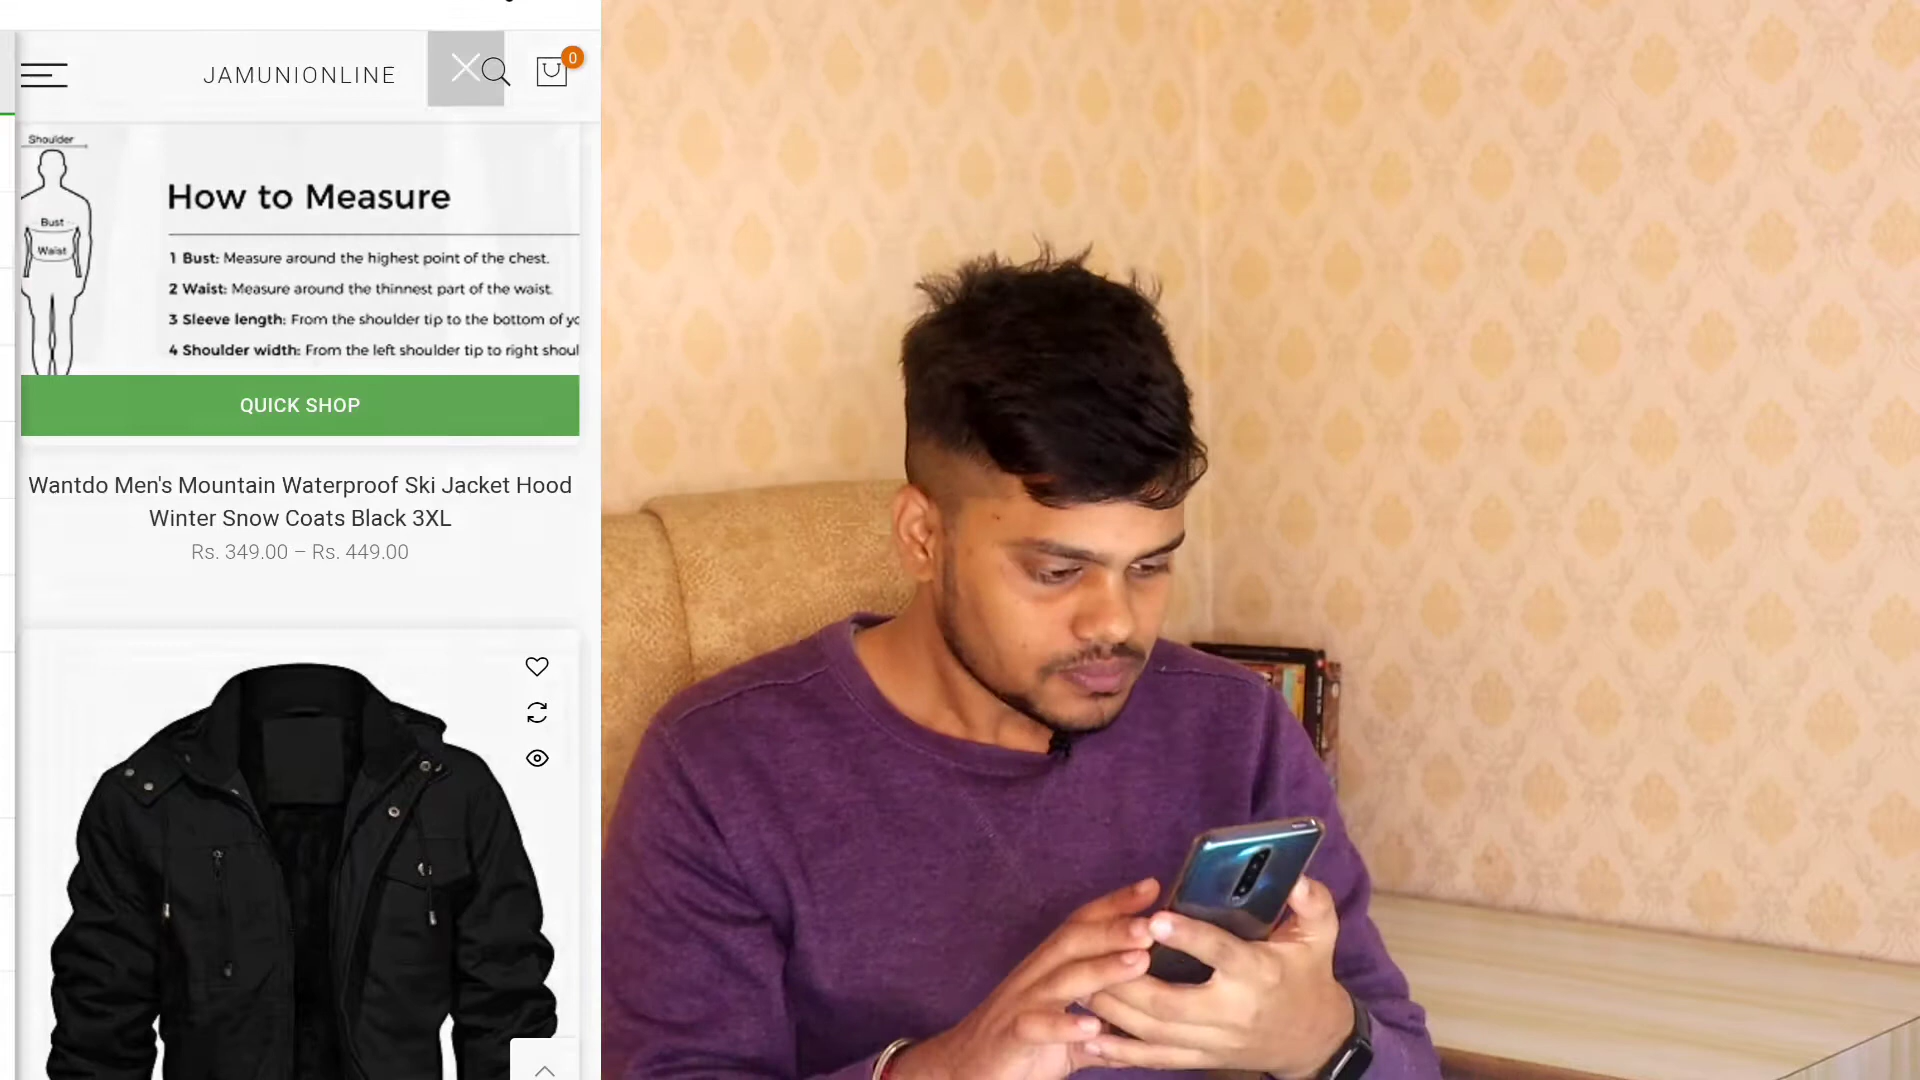 JAMUNIONLINE
0
Shoulder
Bust
Waist
How to Measure
1 Bust: Measure around the highest point of the chest.
2 Waist: Measure around the thinnest part of the waist.
3 Sleeve length: From the shoulder tip to the bottom of
4 Shoulder width: From the left shoulder tip to right
QUICK SHOP
Wantdo Men's Mountain Waterproof Ski Jacket Hood
Winter Snow Coats Black 3XL
Rs. 349.00 – Rs. 449.00